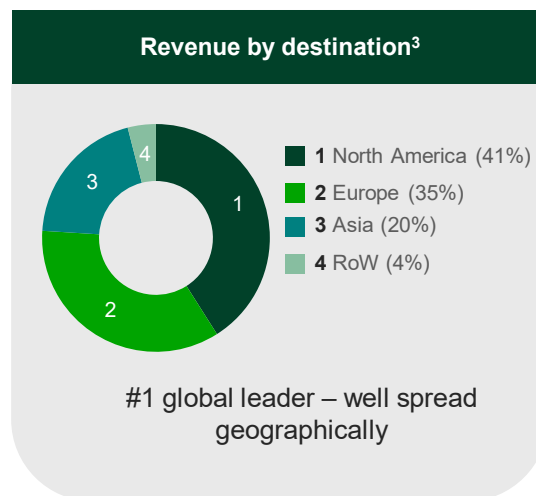 Revenue by destination³
1 North America (41%)
2 Europe (35%)
3 Asia (20%)
4 RoW (4%)
4
3
1
2
#1 global leader – well spread
geographically